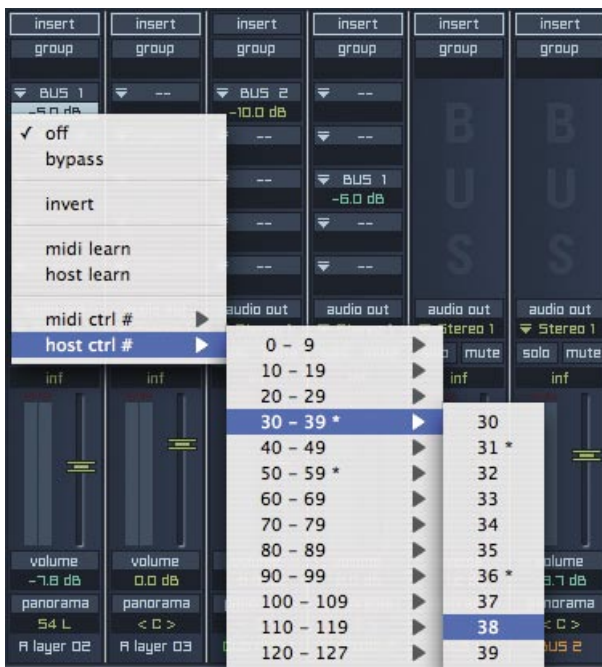 insert insert insert insert insert insert
group group group group group group
BUS 1 -- BUS 2 --
-5.0 dB -10.0 dB
✓ off --
bypass
-- BUS 1
invert -6.0 dB
--
midi learn
host learn -- --
midi ctrl # audio out audio out audio out audio out
host ctrl # Stereo 1 Stereo 1
0 – 9 mute solo mute
inf inf inf inf
10 – 19
20 – 29
30 – 39 * 30
40 – 49 31 *
50 – 59 * 32
60 – 69 33
70 – 79 34
80 – 89 35
90 – 99 36 *
100 – 109 37
110 – 119 38
120 – 127 39
volume volume
-7.8 dB 0.0 dB
panorama panorama
54 L < C > < C >
A layer 02 A layer 03
BUS
BUS